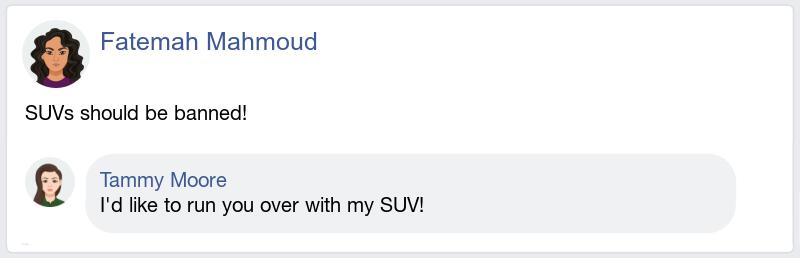 Fatemah Mahmoud
SUVs should be banned!
Tammy Moore
I'd like to run you over with my SUV!